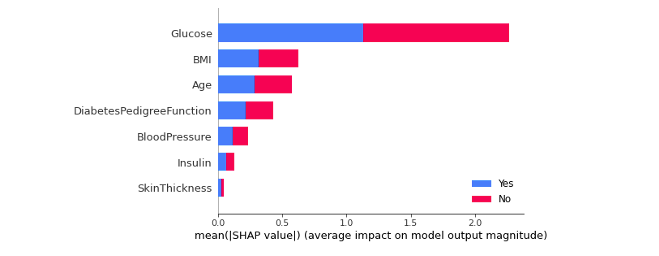 Glucose
BMI
Age
DiabetesPedigreeFunction
BloodPressure
Insulin
SkinThickness
Yes
No
0.0 0.5 1.0 1.5 2.0
mean(|SHAP value|) (average impact on model output magnitude)